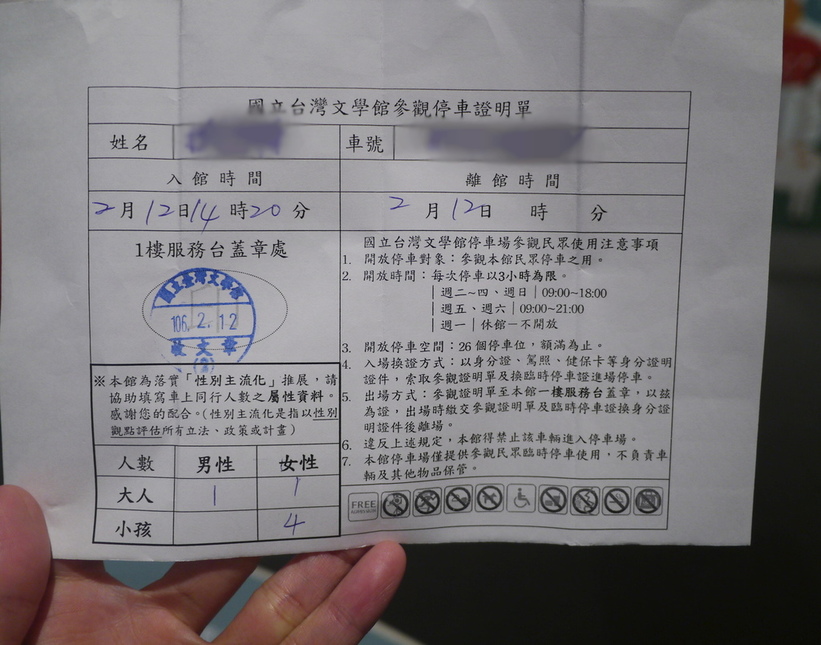 國立台灣文學館參觀停車證明單
姓名 車號
入館時間 離館時間
2月12日14時20分 2月12日 時 分
1樓服務台蓋章處
國立臺灣文學館
106. 2. 12
收文章
國立台灣文學館停車場參觀民眾使用注意事項
1. 開放停車對象：參觀本館民眾停車之用。
2. 開放時間：每次停車以3小時為限。
週二~四、週日 09:00~18:00
週五、週六 09:00~21:00
週一 休館－不開放
3. 開放停車空間：26個停車位，額滿為止。
4. 入場換證方式：以身分證、駕照、健保卡等身分證明
證件，索取參觀證明單及換臨時停車證進場停車。
5. 出場方式：參觀證明單至本館一樓服務台蓋章，以茲
為證，出場時繳交參觀證明單及臨時停車證換身分證
明證件後離場。
6. 違反上述規定，本館得禁止該車輛進入停車場。
7. 本館停車場僅提供參觀民眾臨時停車使用，不負責車
輛及其他物品保管。
※本館為落實「性別主流化」推展，請
協助填寫車上同行人數之屬性資料。
感謝您的配合。(性別主流化是指以性別
觀點評估所有立法、政策或計畫)
人數 男性 女性
大人 1 1
小孩 4
FREE